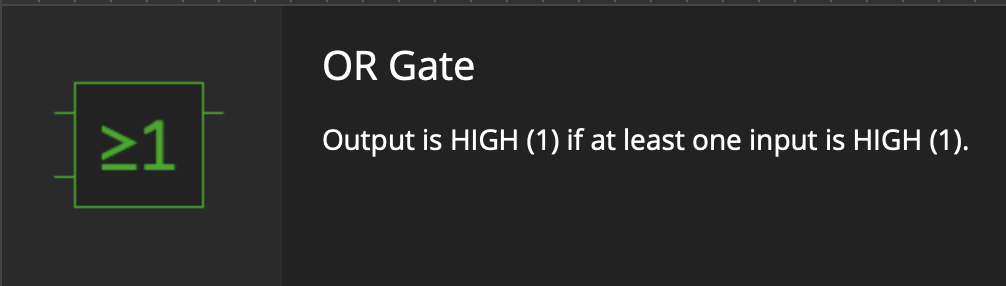 OR Gate
≥1
Output is HIGH (1) if at least one input is HIGH (1).